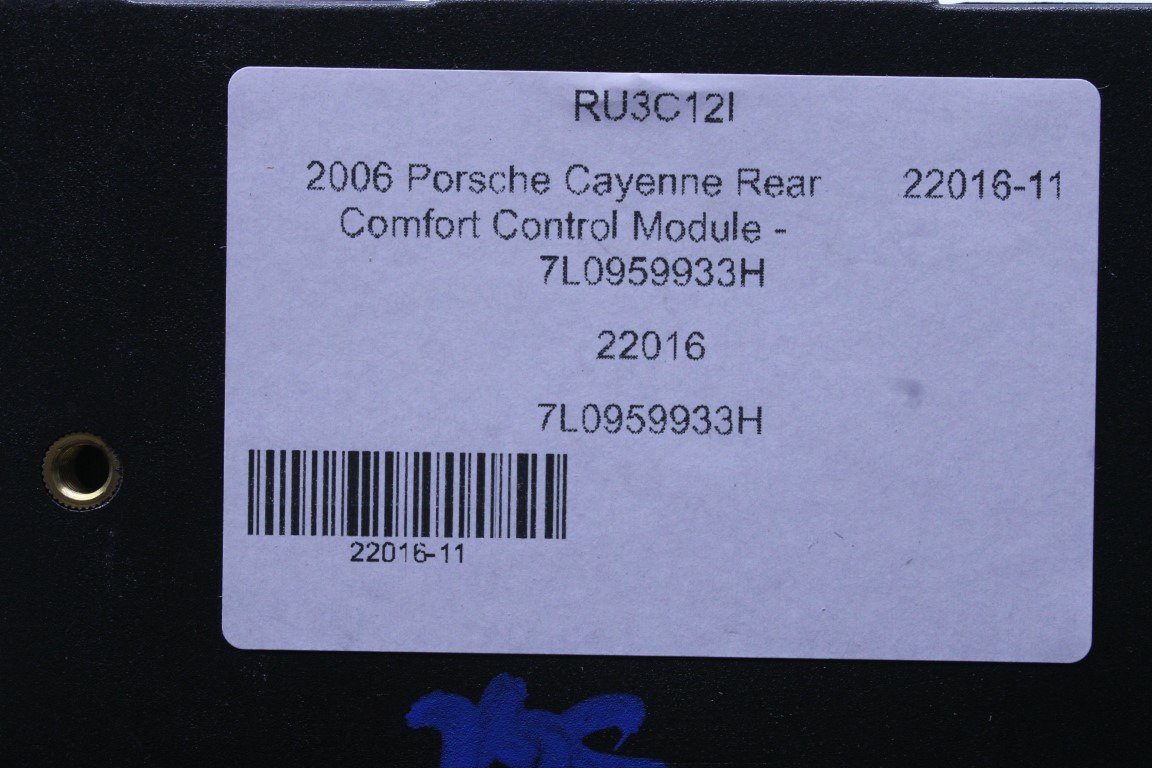 RU3C12I
2006 Porsche Cayenne Rear
22016-11
Comfort Control Module -
7L0959933H
22016
7L0959933H
22016-11